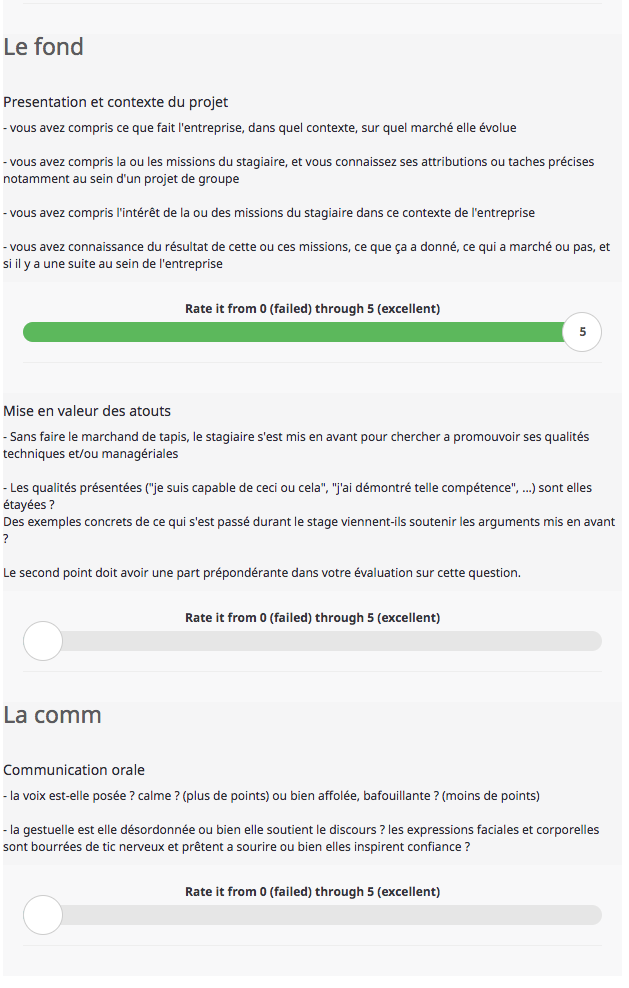 Le fond
Presentation et contexte du projet
- vous avez compris ce que fait l'entreprise, dans quel contexte, sur quel marché elle évolue
- vous avez compris la ou les missions du stagiaire, et vous connaissez ses attributions ou taches précises
notamment au sein d'un projet de groupe
- vous avez compris l'intérêt de la ou des missions du stagiaire dans ce contexte de l'entreprise
- vous avez connaissance du résultat de cette ou ces missions, ce que ça a donné, ce qui a marché ou pas, et
si il y a une suite au sein de l'entreprise
Rate it from 0 (failed) through 5 (excellent)
5
Mise en valeur des atouts
- Sans faire le marchand de tapis, le stagiaire s'est mis en avant pour chercher a promouvoir ses qualités
techniques et/ou managériales
- Les qualités présentées ("je suis capable de ceci ou cela", "j'ai démontré telle compétence", ...) sont elles
étayées ?
Des exemples concrets de ce qui s'est passé durant le stage viennent-ils soutenir les arguments mis en avant
?
Le second point doit avoir une part prépondérante dans votre évaluation sur cette question.
Rate it from 0 (failed) through 5 (excellent)
La comm
Communication orale
- la voix est-elle posée ? calme ? (plus de points) ou bien affolée, bafouillante ? (moins de points)
- la gestuelle est elle désordonnée ou bien elle soutient le discours ? les expressions faciales et corporelles
sont bourrées de tic nerveux et prêtent a sourire ou bien elles inspirent confiance ?
Rate it from 0 (failed) through 5 (excellent)